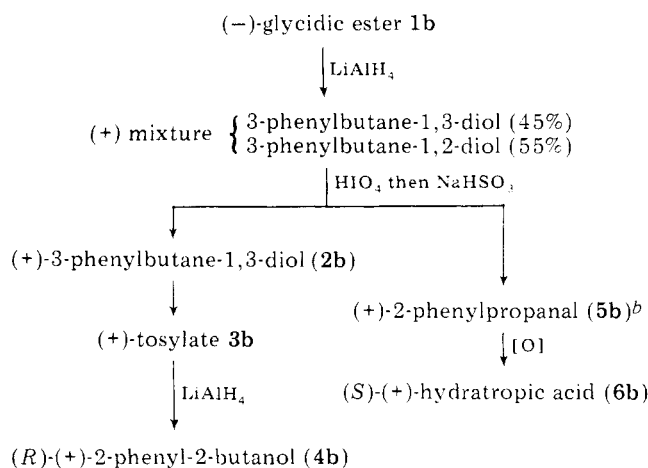 (−)-glycidic ester 1b
LiAlH₄
(+) mixture { 3-phenylbutane-1,3-diol (45%)
3-phenylbutane-1,2-diol (55%)
HIO₄ then NaHSO₃
(+)-3-phenylbutane-1,3-diol (2b)
(+)-2-phenylpropanal (5b)ᵇ
(+)-tosylate 3b
[O]
(S)-(+)-hydratropic acid (6b)
LiAlH₄
(R)-(+)-2-phenyl-2-butanol (4b)